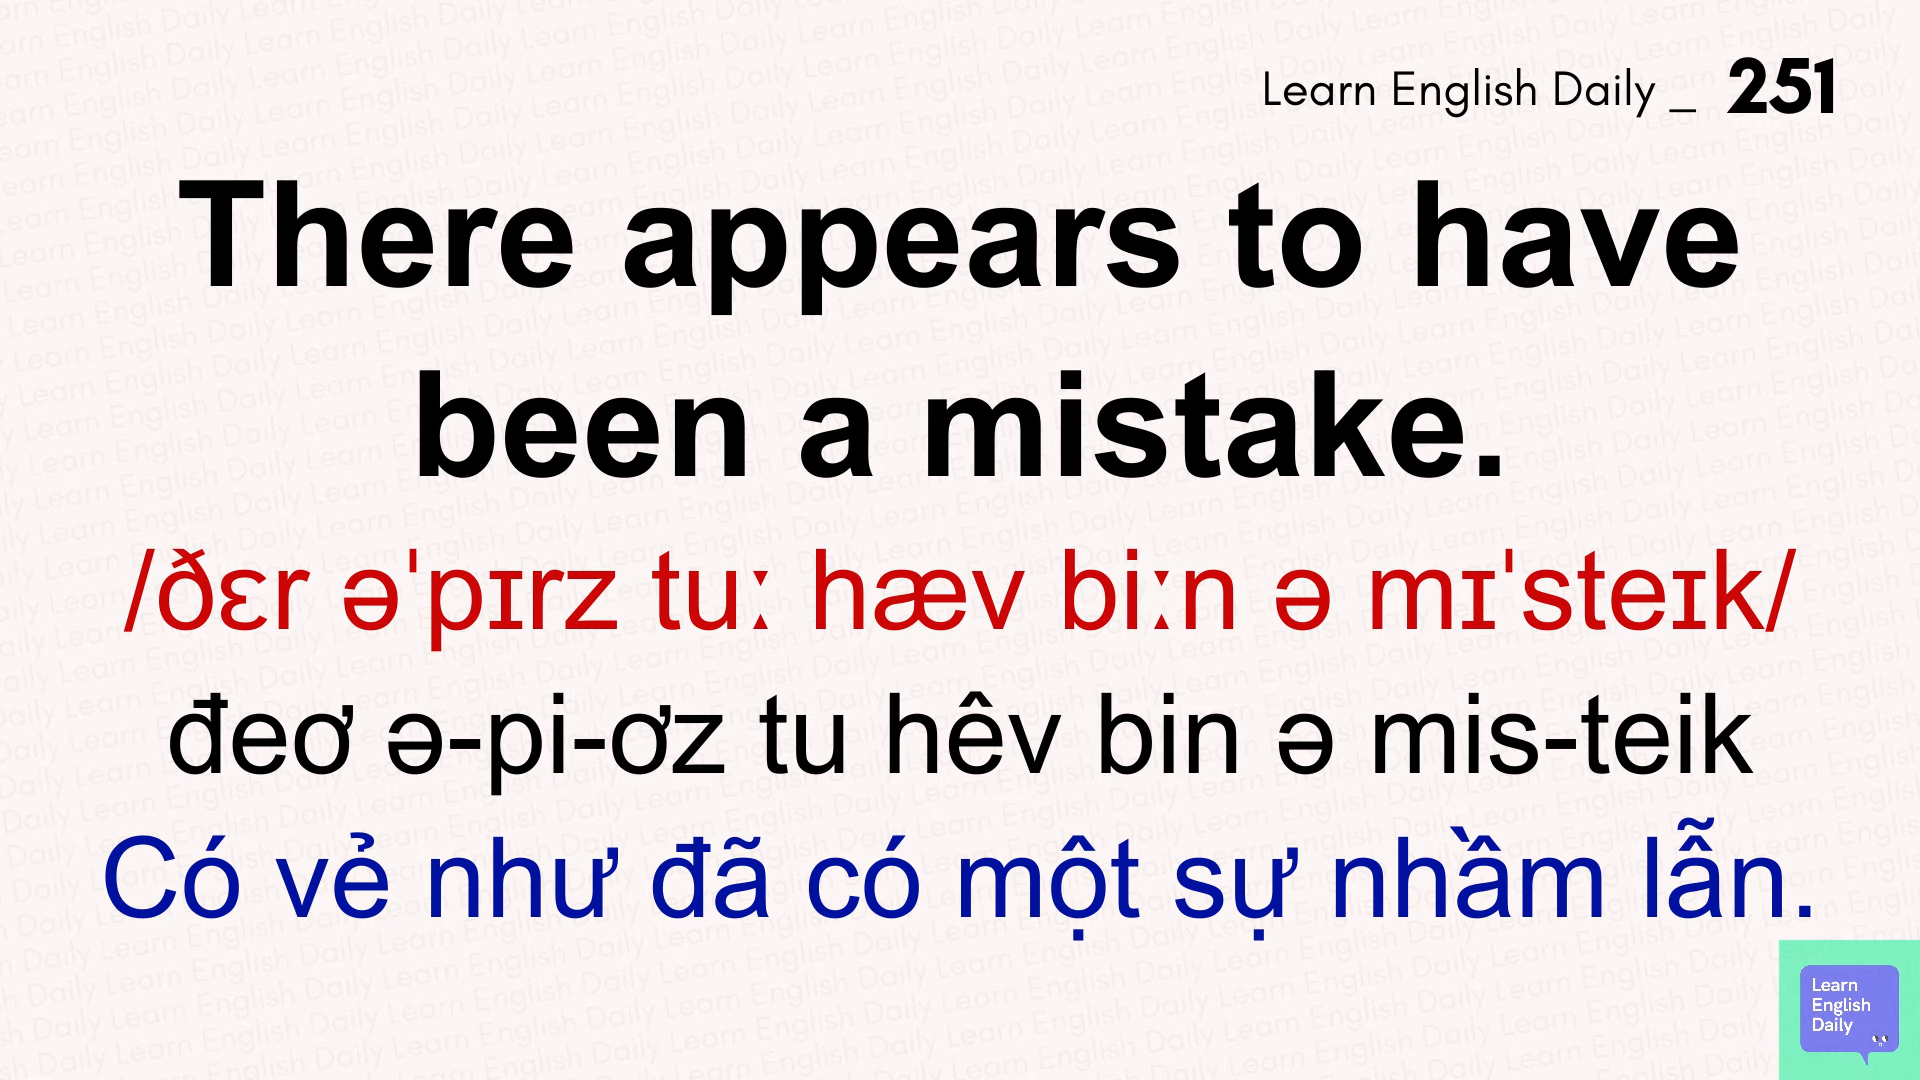 Learn English Daily _ 251
There appears to have
been a mistake.
/ðɛr əˈpɪrz tuː hæv biːn ə mɪˈsteɪk/
đeơ ə-pi-ơz tu hêv bin ə mis-teik
Có vẻ như đã có một sự nhầm lẫn.
Learn
English
Daily